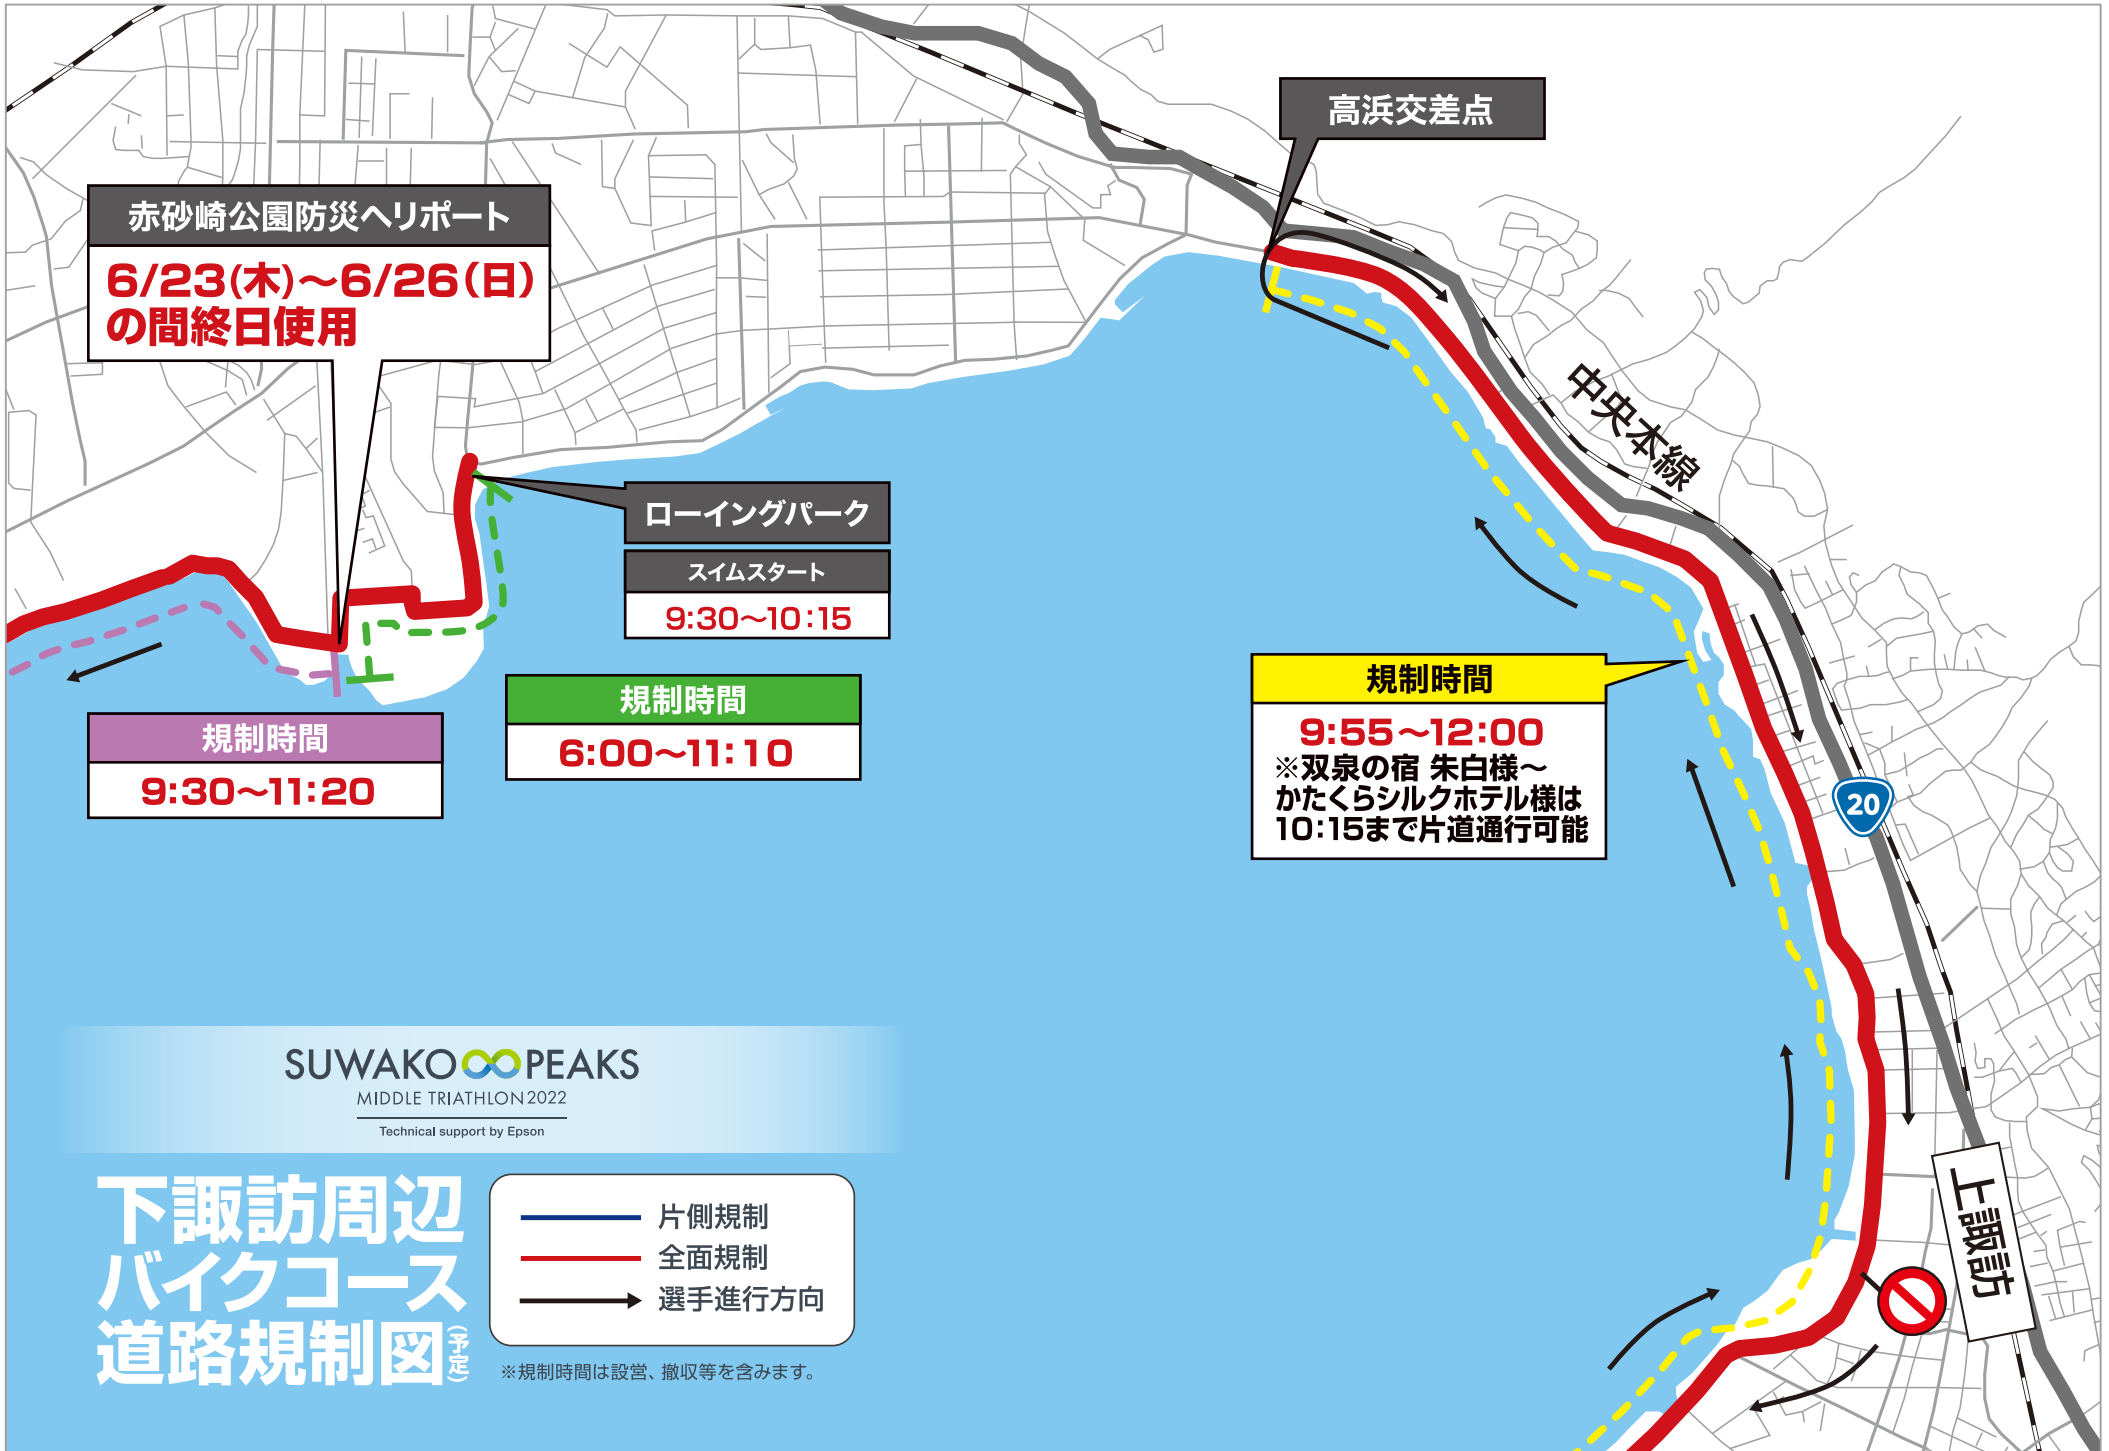 高浜交差点
赤砂崎公園防災ヘリポート
6/23(木)～6/26(日)
の間終日使用
中央本線
ローイングパーク
スイムスタート
9:30～10:15
規制時間
6:00～11:10
規制時間
9:30～11:20
規制時間
9:55～12:00
※双泉の宿 朱白様～
かたくらシルクホテル様は
10:15まで片道通行可能
20
上諏訪
SUWAKO PEAKS
MIDDLE TRIATHLON 2022
Technical support by Epson
下諏訪周辺
バイクコース
道路規制図(予定)
片側規制
全面規制
選手進行方向
※規制時間は設営、撤収等を含みます。